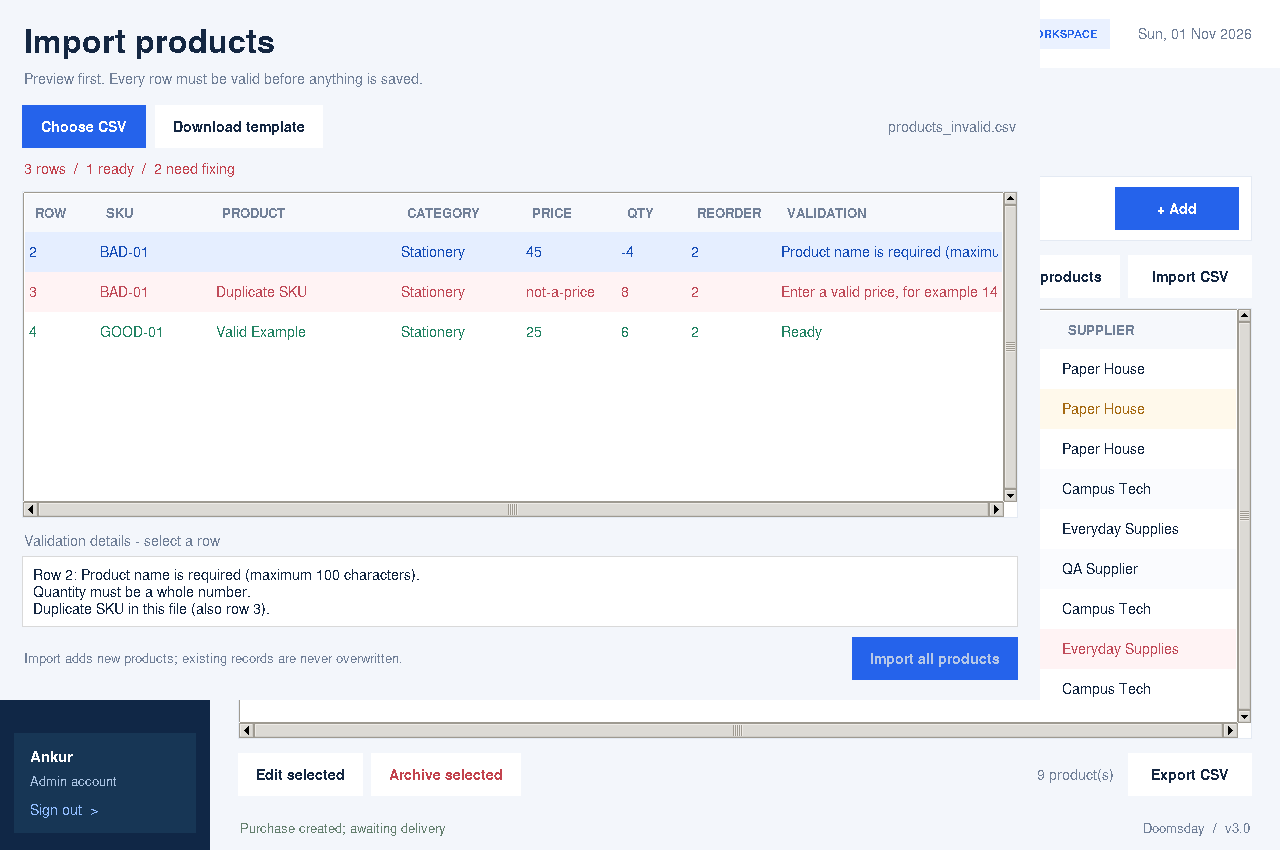 Import products
Preview first. Every row must be valid before anything is saved.
Choose CSV Download template products_invalid.csv
3 rows / 1 ready / 2 need fixing
ROW SKU PRODUCT CATEGORY PRICE QTY REORDER VALIDATION
2 BAD-01 Stationery 45 -4 2 Product name is required (maximu
3 BAD-01 Duplicate SKU Stationery not-a-price 8 2 Enter a valid price, for example 14
4 GOOD-01 Valid Example Stationery 25 6 2 Ready
Validation details - select a row
Row 2: Product name is required (maximum 100 characters).
Quantity must be a whole number.
Duplicate SKU in this file (also row 3).
Import adds new products; existing records are never overwritten.
Import all products
ORKSPACE Sun, 01 Nov 2026
+ Add
products Import CSV
SUPPLIER
Paper House
Paper House
Paper House
Campus Tech
Everyday Supplies
QA Supplier
Campus Tech
Everyday Supplies
Campus Tech
Ankur
Admin account
Sign out >
Edit selected Archive selected 9 product(s) Export CSV
Purchase created; awaiting delivery
Doomsday / v3.0